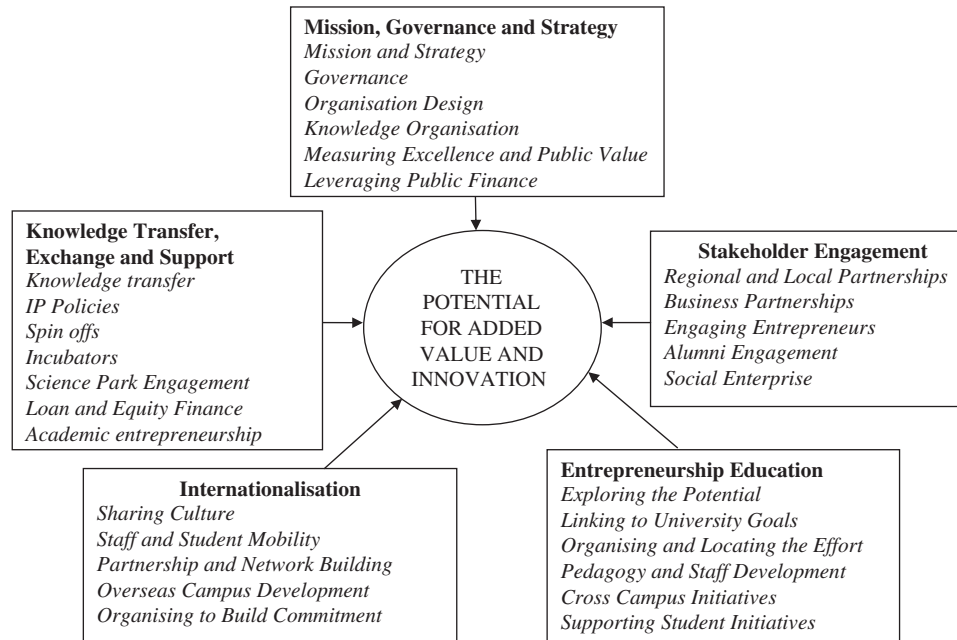 Mission, Governance and Strategy
Mission and Strategy
Governance
Organisation Design
Knowledge Organisation
Measuring Excellence and Public Value
Leveraging Public Finance
Knowledge Transfer,
Exchange and Support
Knowledge transfer
IP Policies
Spin offs
Incubators
Science Park Engagement
Loan and Equity Finance
Academic entrepreneurship
THE
POTENTIAL
FOR ADDED
VALUE AND
INNOVATION
Stakeholder Engagement
Regional and Local Partnerships
Business Partnerships
Engaging Entrepreneurs
Alumni Engagement
Social Enterprise
Internationalisation
Sharing Culture
Staff and Student Mobility
Partnership and Network Building
Overseas Campus Development
Organising to Build Commitment
Entrepreneurship Education
Exploring the Potential
Linking to University Goals
Organising and Locating the Effort
Pedagogy and Staff Development
Cross Campus Initiatives
Supporting Student Initiatives